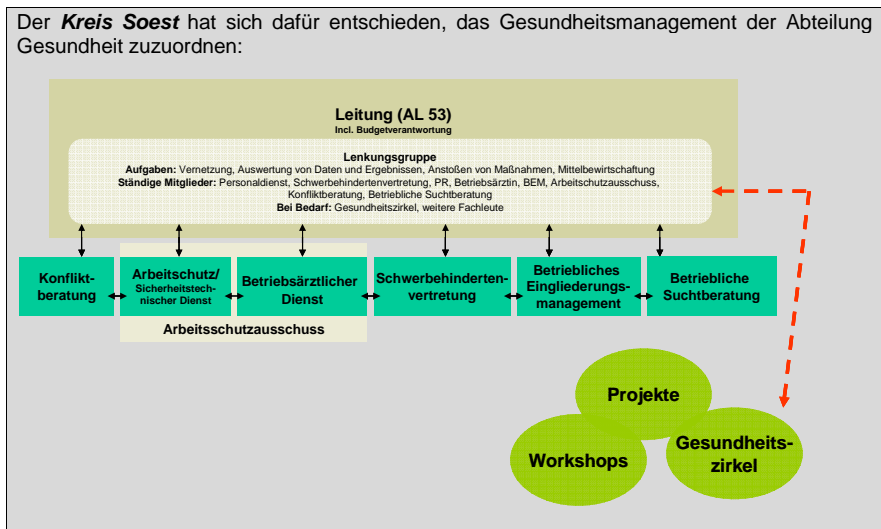 Der Kreis Soest hat sich dafür entschieden, das Gesundheitsmanagement der Abteilung
Gesundheit zuzuordnen:
Leitung (AL 53)
Incl. Budgetverantwortung
Lenkungsgruppe
Aufgaben: Vernetzung, Auswertung von Daten und Ergebnissen, Anstoßen von Maßnahmen, Mittelbewirtschaftung
Ständige Mitglieder: Personaldienst, Schwerbehindertenvertretung, PR, Betriebsärztin, BEM, Arbeitschutzausschuss,
Konfliktberatung, Betriebliche Suchtberatung
Bei Bedarf: Gesundheitszirkel, weitere Fachleute
Konflikt-
beratung
Arbeitschutz/
Sicherheitstech-
nischer Dienst
Betriebsärztlicher
Dienst
Schwerbehinderten-
vertretung
Betriebliches
Eingliederungs-
management
Betriebliche
Suchtberatung
Arbeitsschutzausschuss
Projekte
Workshops
Gesundheits-
zirkel